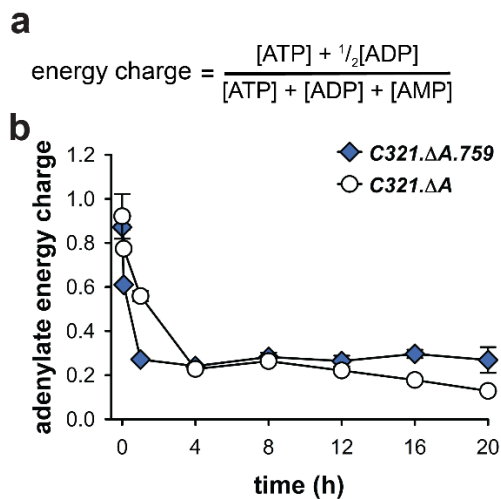 a
energy charge = [ATP] + 1/2[ADP]
[ATP] + [ADP] + [AMP]
b
C321.ΔA.759
C321.ΔA
adenylate energy charge
1.2
1.0
0.8
0.6
0.4
0.2
0.0
0 4 8 12 16 20
time (h)